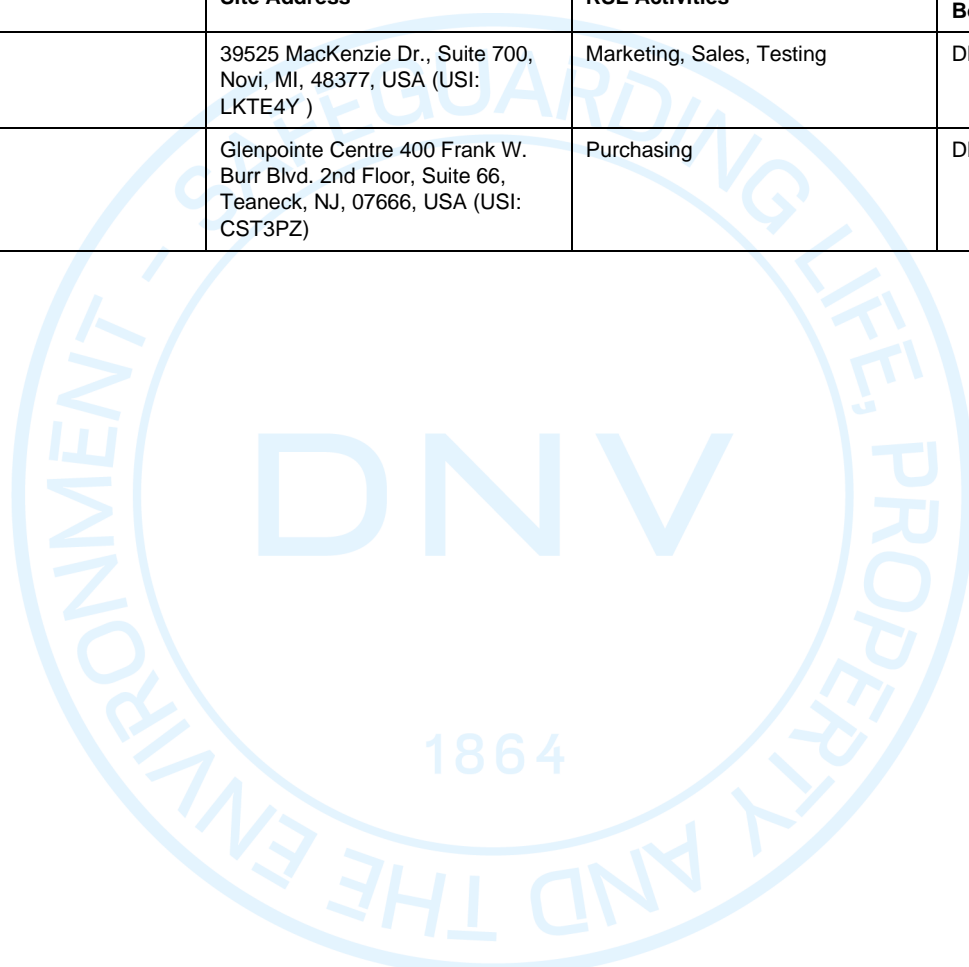 Site Address
RSL Activities
39525 MacKenzie Dr., Suite 700,
Novi, MI, 48377, USA (USI:
LKTE4Y )
Marketing, Sales, Testing
Glenpointe Centre 400 Frank W.
Burr Blvd. 2nd Floor, Suite 66,
Teaneck, NJ, 07666, USA (USI:
CST3PZ)
Purchasing
SAFEGUARDING LIFE, PROPERTY AND THE ENVIRONMENT -
DNV
1864